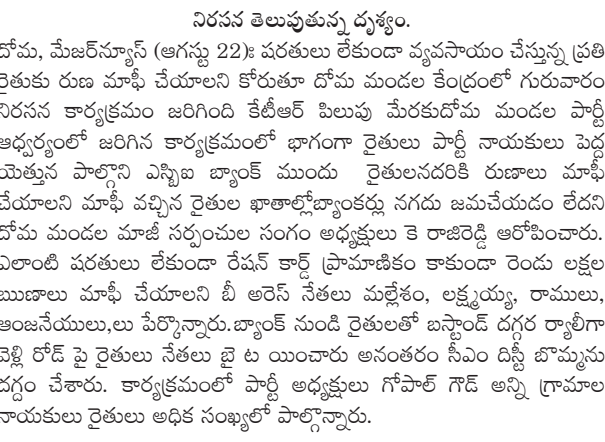 నిరసన తెలుపుతున్న దృశ్యం.
దోమ, మేజర్‌న్యూస్ (ఆగస్టు 22)ః షరతులు లేకుండా వ్యవసాయం చేస్తున్న ప్రతి
రైతుకు రుణ మాఫీ చేయాలని కోరుతూ దోమ మండల కేంద్రంలో గురువారం
నిరసన కార్యక్రమం జరిగింది కేటీఆర్ పిలుపు మేరకుదోమ మండల పార్టీ
ఆధ్వర్యంలో జరిగిన కార్యక్రమంలో భాగంగా రైతులు పార్టీ నాయకులు పెద్ద
యెత్తున పాల్గొని ఎస్బిఐ బ్యాంక్ ముందు రైతులనదరికి రుణాలు మాఫీ
చేయాలని మాఫీ వచ్చిన రైతుల ఖాతాల్లోబ్యాంకర్లు నగదు జమచేయడం లేదని
దోమ మండల మాజీ సర్పంచుల సంగం అధ్యక్షులు కె రాజిరెడ్డి ఆరోపించారు.
ఎలాంటి షరతులు లేకుండా రేషన్ కార్డ్ ప్రామాణికం కాకుండా రెండు లక్షల
ఋణాలు మాఫీ చేయాలని బీ ఆరెస్ నేతలు మల్లేశం, లక్ష్మయ్య, రాములు,
ఆంజనేయులు,లు పేర్కొన్నారు.బ్యాంక్ నుండి రైతులతో బస్టాండ్ దగ్గర ర్యాలీగా
వెళ్లి రోడ్ పై రైతులు నేతలు బై ట యించారు అనంతరం సీఎం దిస్టీ బొమ్మను
దగ్దం చేశారు. కార్యక్రమంలో పార్టీ అధ్యక్షులు గోపాల్ గౌడ్ అన్ని గ్రామాల
నాయకులు రైతులు అధిక సంఖ్యలో పాల్గొన్నారు.